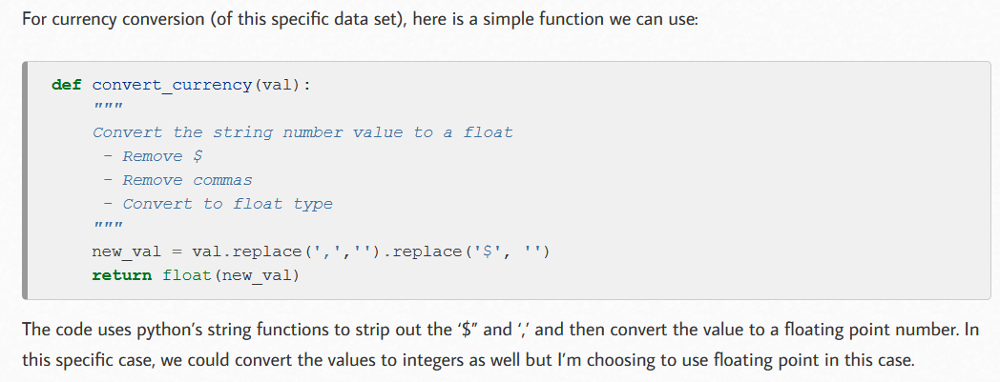 For currency conversion (of this specific data set), here is a simple function we can use:
def convert_currency(val):
"""
Convert the string number value to a float
- Remove $
- Remove commas
- Convert to float type
"""
new_val = val.replace(',','').replace('$', '')
return float(new_val)
The code uses python’s string functions to strip out the ‘$” and ‘,’ and then convert the value to a floating point number. In
this specific case, we could convert the values to integers as well but I’m choosing to use floating point in this case.